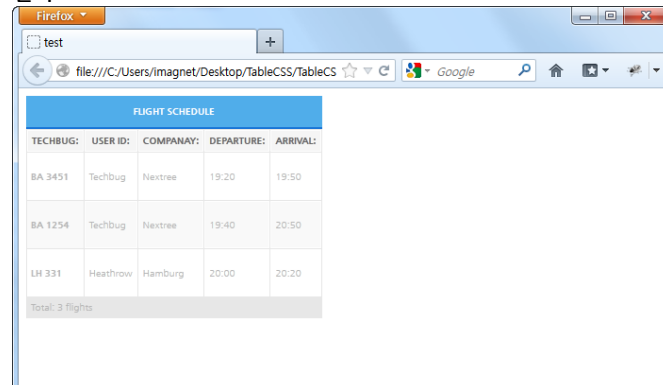 Firefox
test
file:///C:/Users/imagnet/Desktop/TableCSS/TableCS
Google
FLIGHT SCHEDULE
TECHBUG: USER ID: COMPANAY: DEPARTURE: ARRIVAL:
BA 3451 Techbug Nextree 19:20 19:50
BA 1254 Techbug Nextree 19:40 20:50
LH 331 Heathrow Hamburg 20:00 20:20
Total: 3 flights